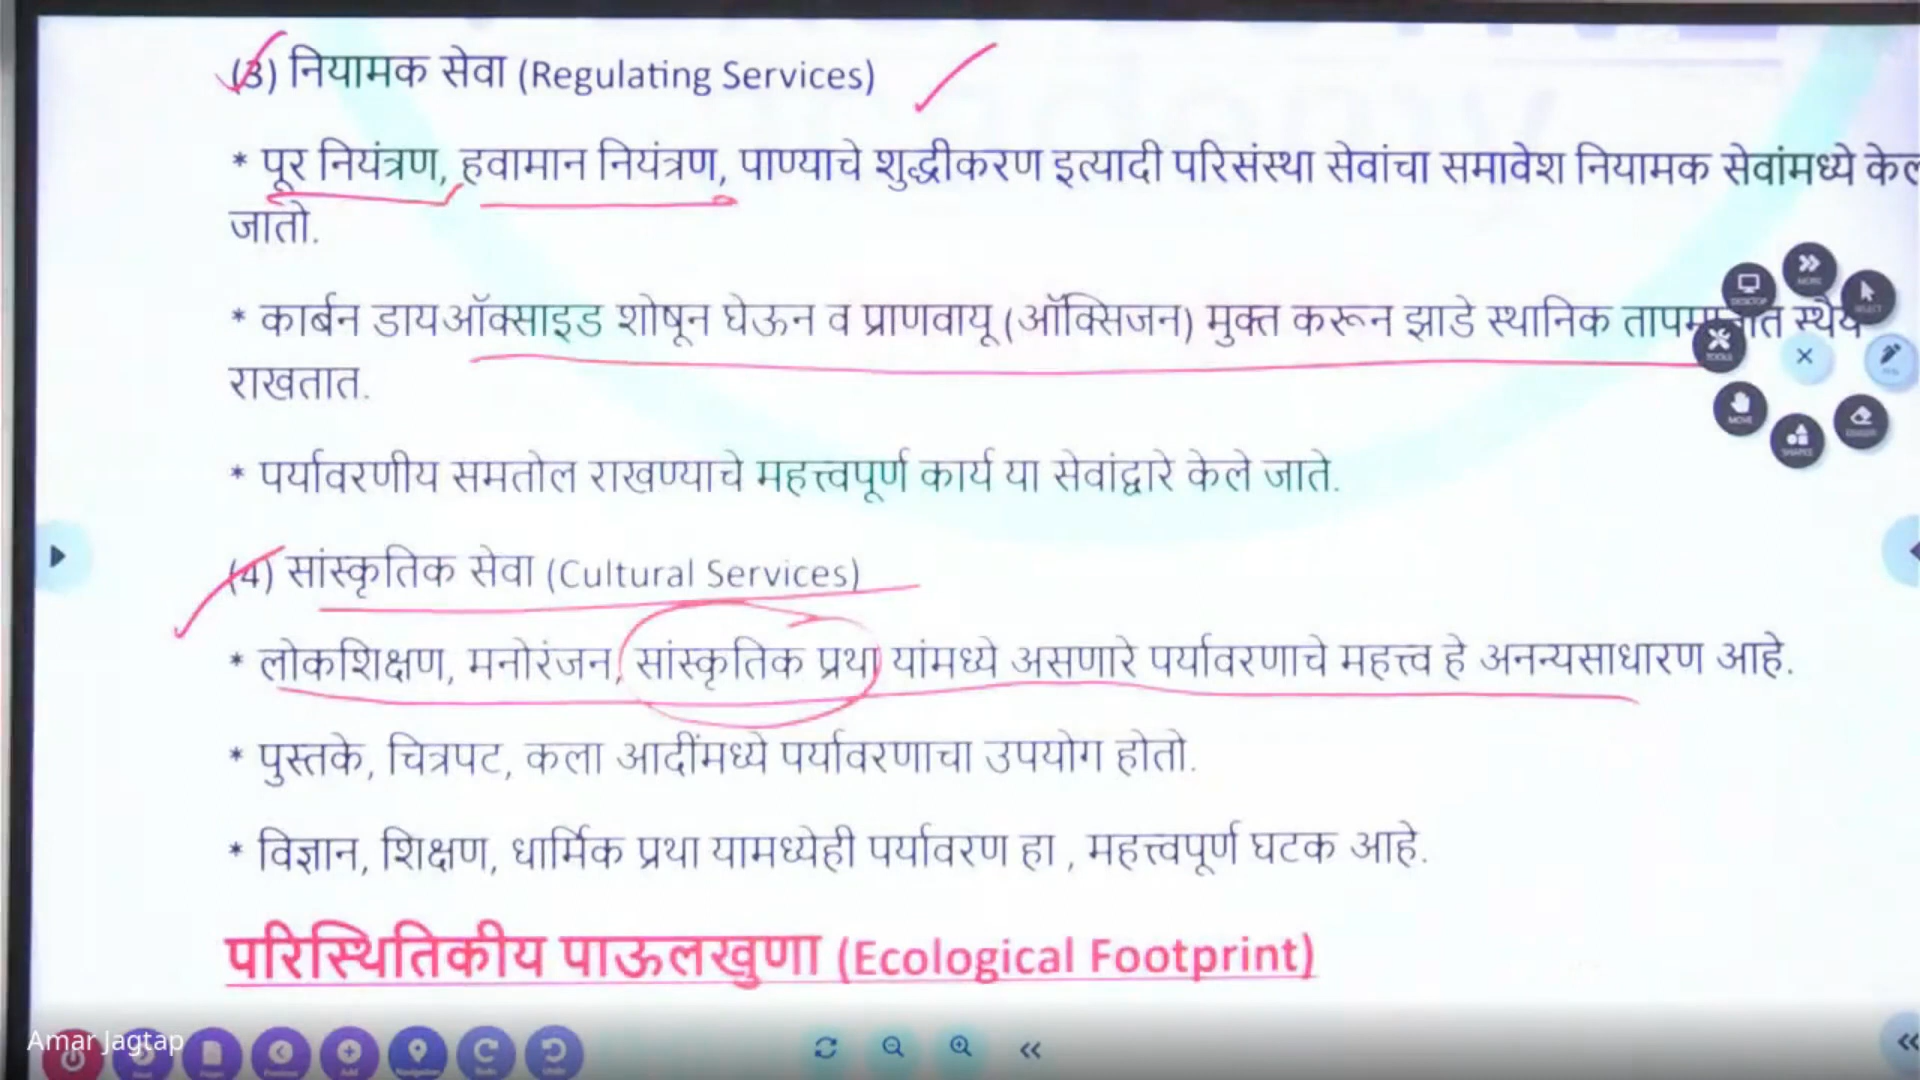 (3) नियामक सेवा (Regulating Services)
* पूर नियंत्रण, हवामान नियंत्रण, पाण्याचे शुद्धीकरण इत्यादी परिसंस्था सेवांचा समावेश नियामक सेवांमध्ये केल
जातो.
* कार्बन डायऑक्साइड शोषून घेऊन व प्राणवायू (ऑक्सिजन) मुक्त करून झाडे स्थानिक
राखतात.
* पर्यावरणीय समतोल राखण्याचे महत्त्वपूर्ण कार्य या सेवांद्वारे केले जाते.
(4) सांस्कृतिक सेवा (Cultural Services)
* लोकशिक्षण, मनोरंजन, सांस्कृतिक प्रथा यांमध्ये असणारे पर्यावरणाचे महत्त्व हे अनन्यसाधारण आहे.
* पुस्तके, चित्रपट, कला आदींमध्ये पर्यावरणाचा उपयोग होतो.
* विज्ञान, शिक्षण, धार्मिक प्रथा यामध्येही पर्यावरण हा , महत्त्वपूर्ण घटक आहे.
परिस्थितिकीय पाऊलखुणा (Ecological Footprint)
Amar Jagtap